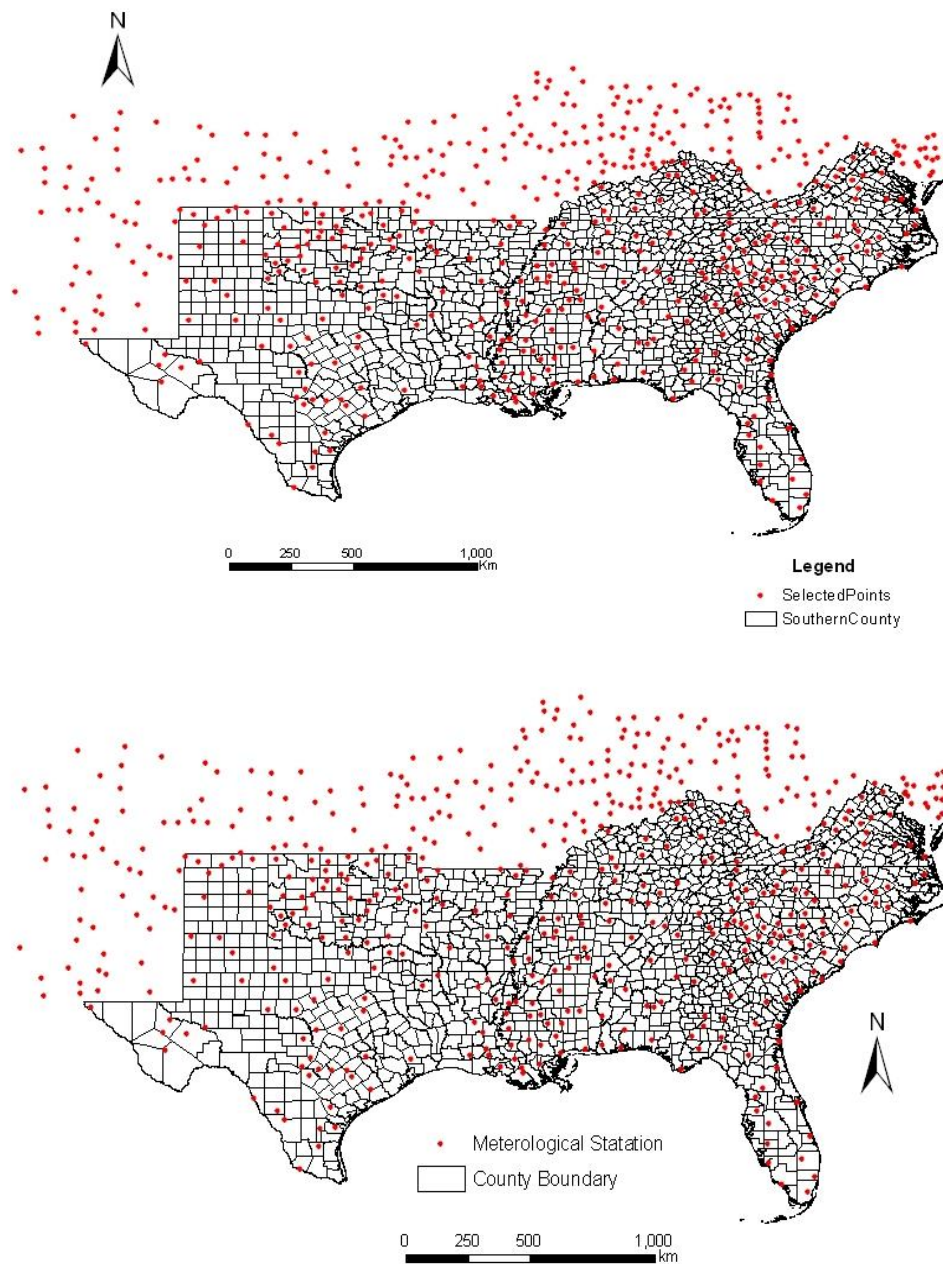 N
0 250 500 1,000
Km
Legend
SelectedPoints
SouthernCounty
N
Meterological Statation
County Boundary
0 250 500 1,000
km